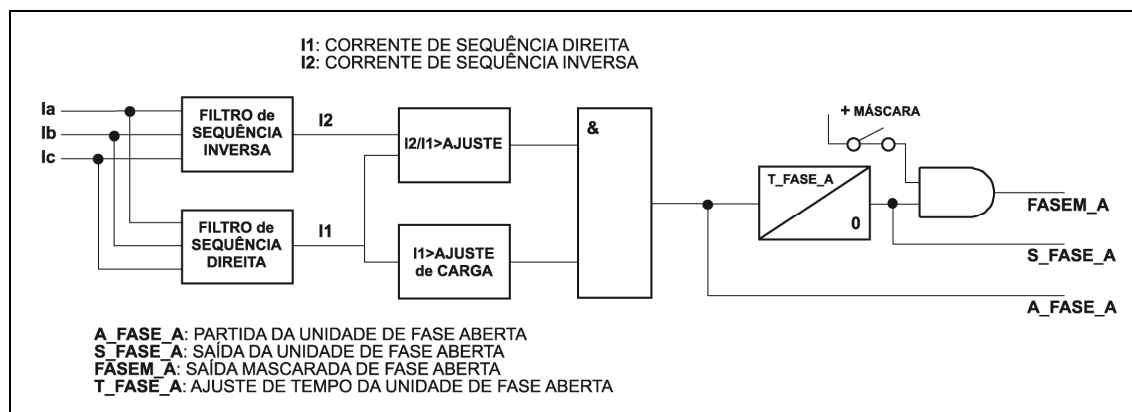 I1: CORRENTE DE SEQUÊNCIA DIREITA
I2: CORRENTE DE SEQUÊNCIA INVERSA
Ia
Ib
Ic
FILTRO de
SEQUÊNCIA
INVERSA
I2
I2/I1>AJUSTE
&
+ MÁSCARA
T_FASE_A
0
FASEM_A
S_FASE_A
A_FASE_A
FILTRO de
SEQUÊNCIA
DIREITA
I1
I1>AJUSTE
de CARGA
A_FASE_A: PARTIDA DA UNIDADE DE FASE ABERTA
S_FASE_A: SAÍDA DA UNIDADE DE FASE ABERTA
FASEM_A: SAÍDA MASCARADA DE FASE ABERTA
T_FASE_A: AJUSTE DE TEMPO DA UNIDADE DE FASE ABERTA